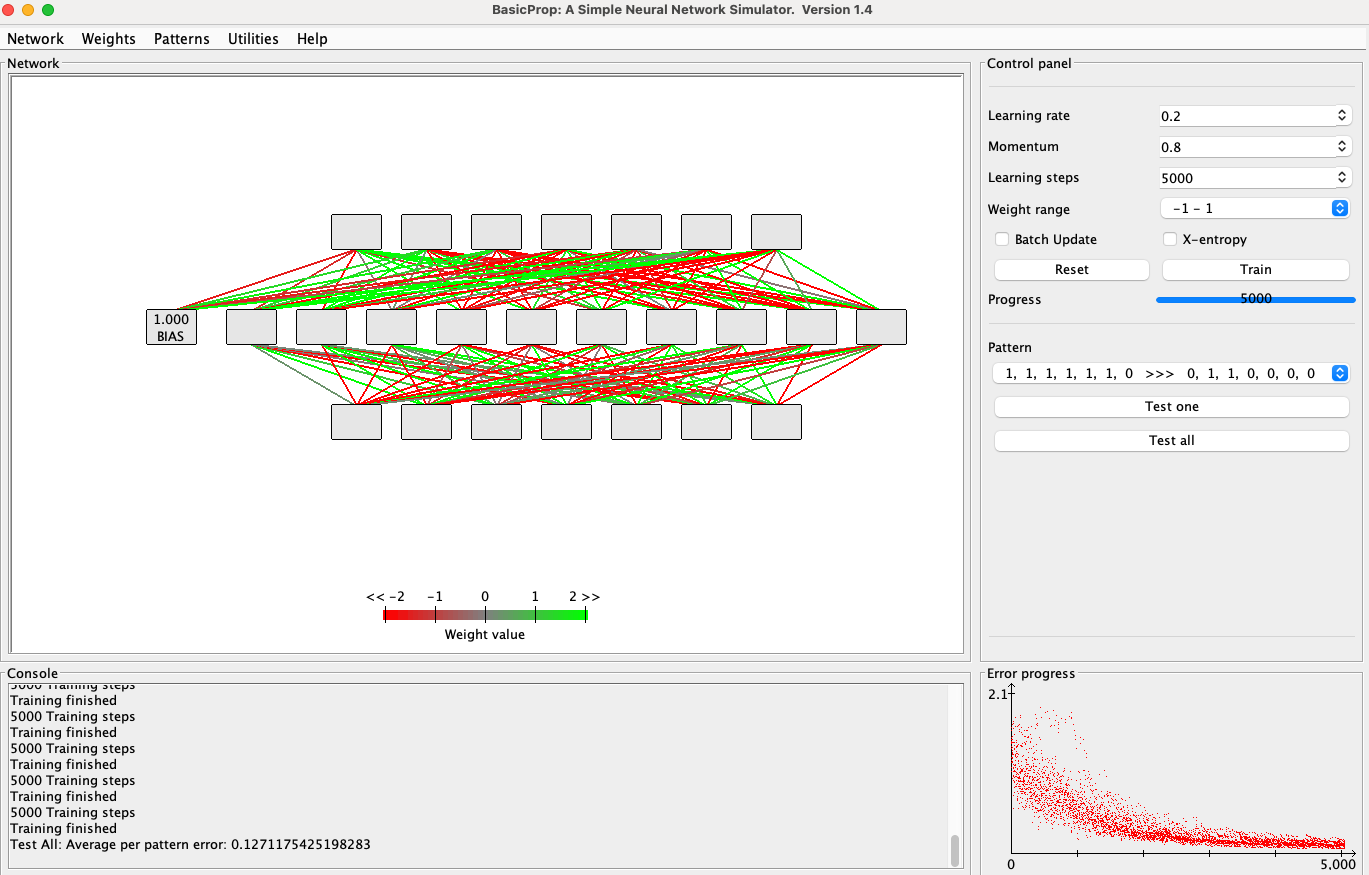 BasicProp: A Simple Neural Network Simulator. Version 1.4
Network Weights Patterns Utilities Help
Network
1.000
BIAS
<< -2 -1 0 1 2 >>
Weight value
Control panel
Learning rate 0.2
Momentum 0.8
Learning steps 5000
Weight range -1 - 1
Batch Update X-entropy
Reset Train
Progress 5000
Pattern
1, 1, 1, 1, 1, 1, 0 >>> 0, 1, 1, 0, 0, 0, 0
Test one
Test all
Console
5000 Training steps
Training finished
5000 Training steps
Training finished
5000 Training steps
Training finished
5000 Training steps
Training finished
5000 Training steps
Training finished
Test All: Average per pattern error: 0.1271175425198283
Error progress
2.1
0 5,000